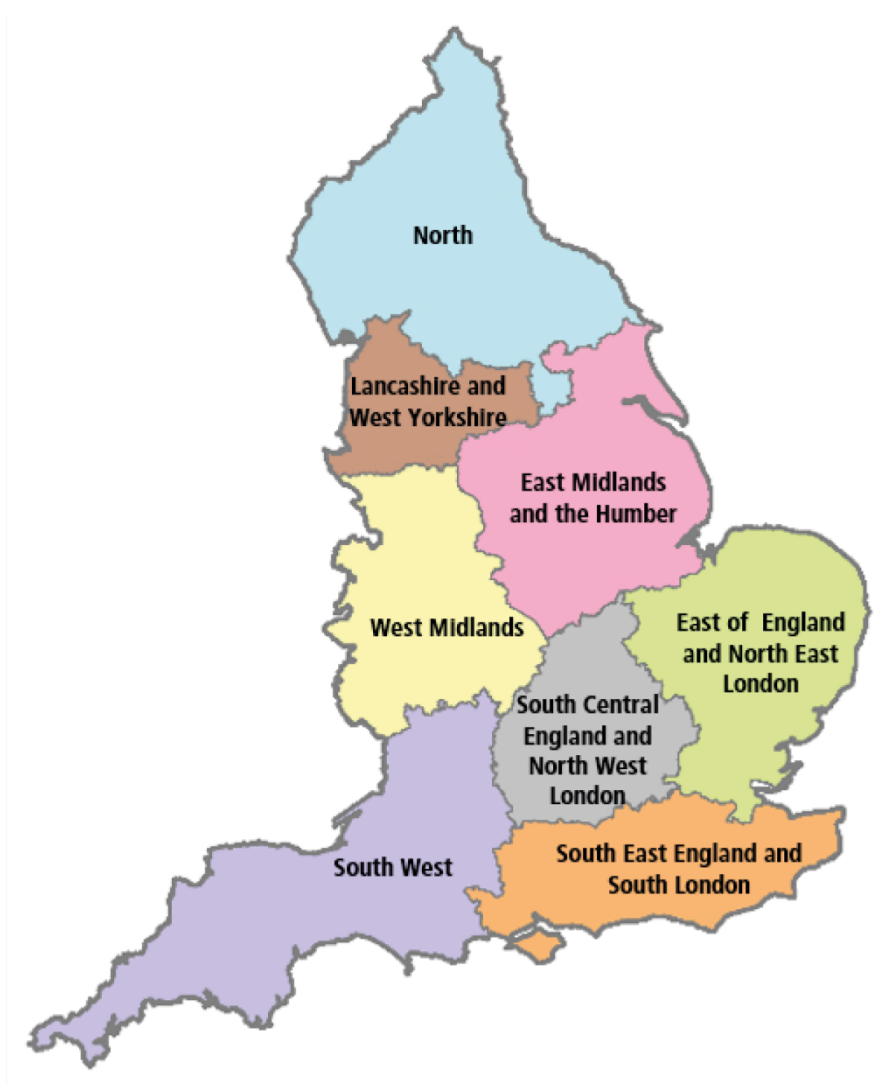 North
Lancashire and
West Yorkshire
East Midlands
and the Humber
West Midlands
East of England
and North East
London
South Central
England and
North West
London
South West
South East England and
South London